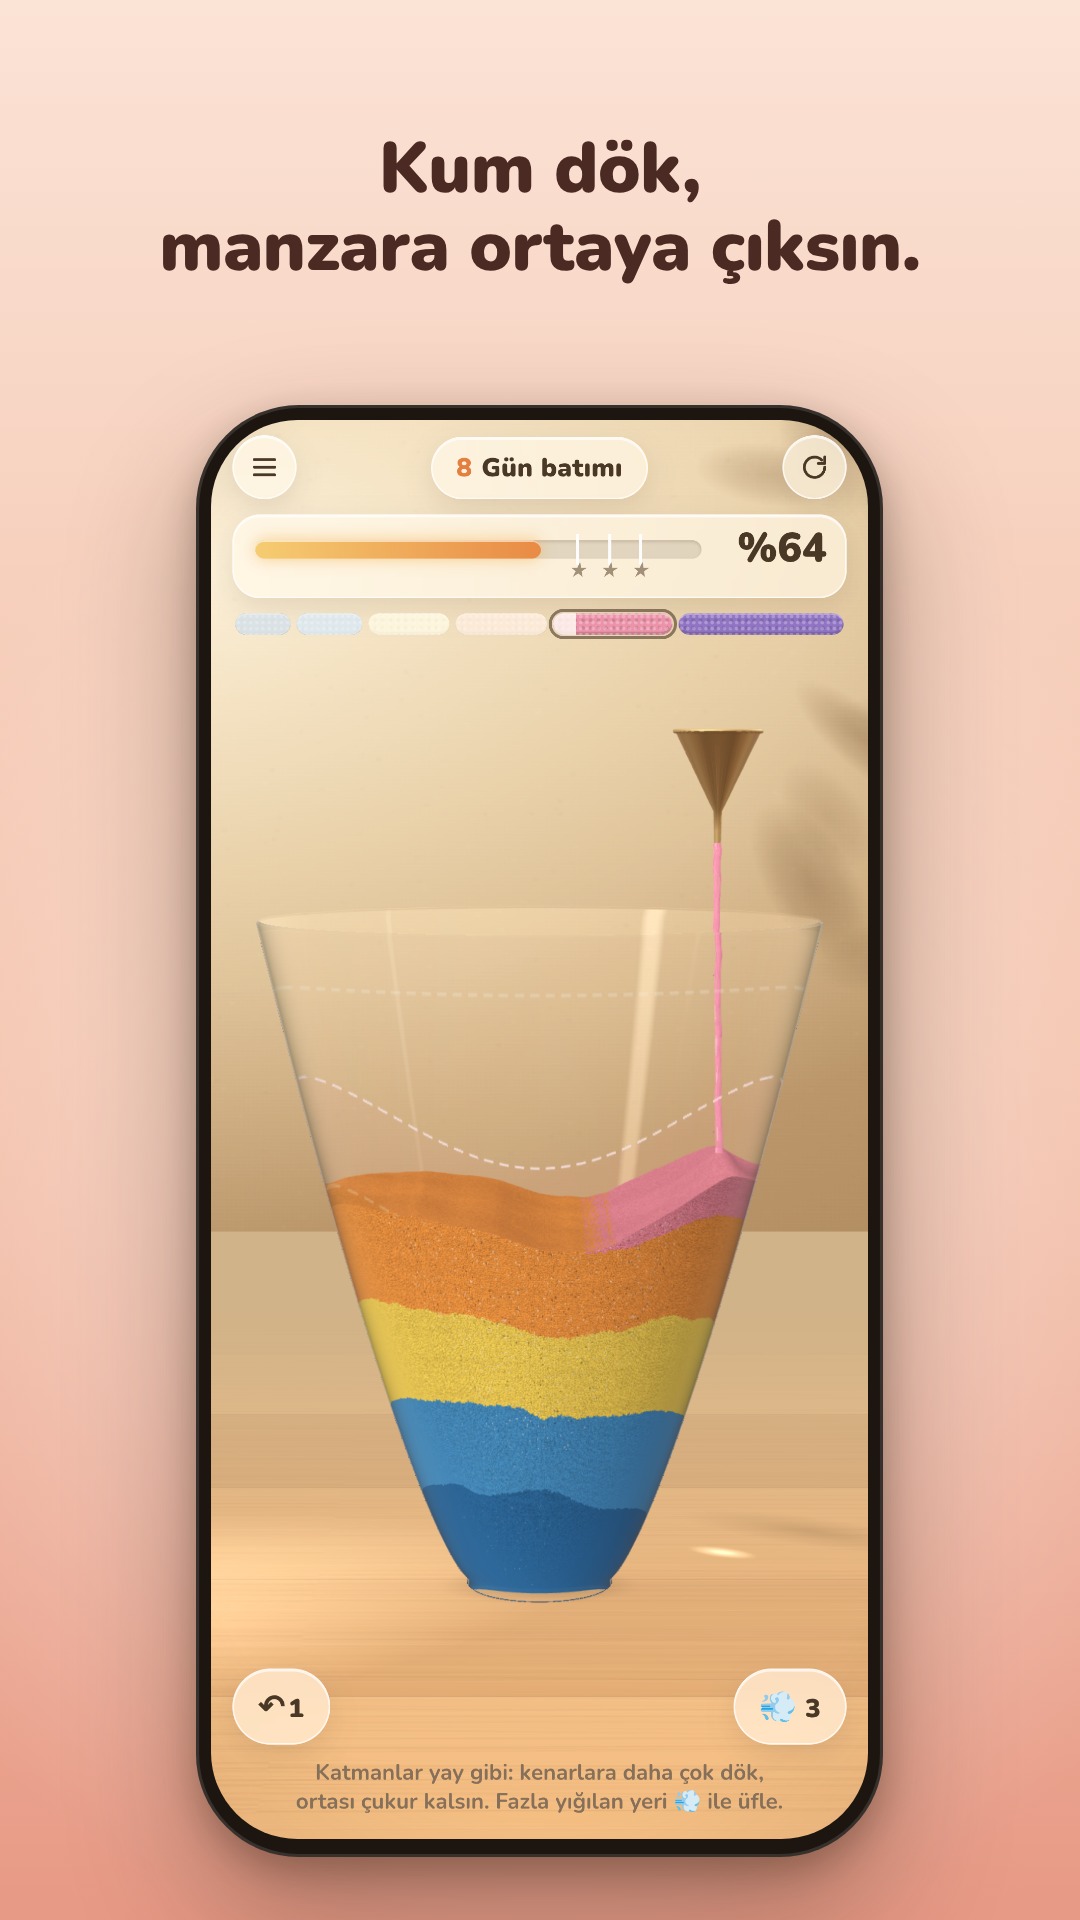 Kum dök,
manzara ortaya çıksın.
8 Gün batımı
%64
↶1
3
Katmanlar yay gibi: kenarlara daha çok dök,
ortası çukur kalsın. Fazla yığılan yeri 💨 ile üfle.